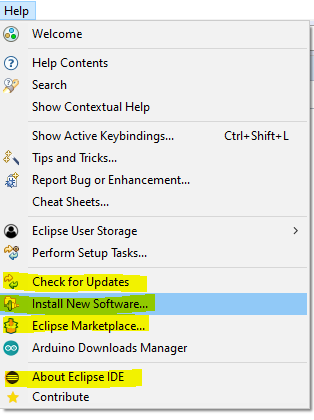 Help
Welcome
Help Contents
Search
Show Contextual Help
Show Active Keybindings... Ctrl+Shift+L
Tips and Tricks...
Report Bug or Enhancement...
Cheat Sheets...
Eclipse User Storage
Perform Setup Tasks...
Check for Updates
Install New Software...
Eclipse Marketplace...
Arduino Downloads Manager
About Eclipse IDE
Contribute